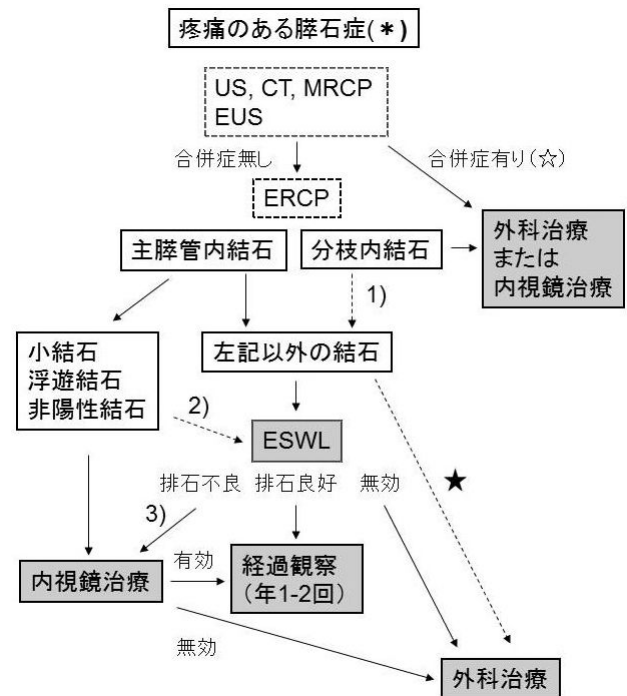 疼痛のある膵石症(＊)
US, CT, MRCP
EUS
合併症無し
合併症有り(☆)
ERCP
外科治療
または
内視鏡治療
主膵管内結石
分枝内結石
1)
小結石
浮遊結石
非陽性結石
左記以外の結石
2)
ESWL
★
排石不良
排石良好
無効
3)
内視鏡治療
有効
経過観察
(年1-2回)
無効
外科治療